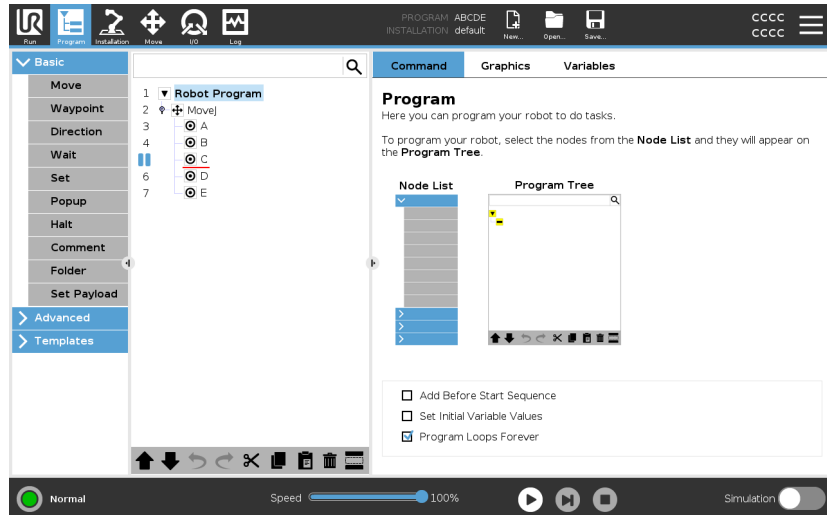 UR
PROGRAM ABCDE
INSTALLATION default
CCCC
CCCC
Run
Program
Installation
Move
I/O
Log
New...
Open...
Save...
Basic
Move
Waypoint
Direction
Wait
Set
Popup
Halt
Comment
Folder
Set Payload
Advanced
Templates
1 Robot Program
2 MoveJ
3 A
4 B
C
6 D
7 E
Command
Graphics
Variables
Program
Here you can program your robot to do tasks.
To program your robot, select the nodes from the Node List and they will appear on
the Program Tree.
Node List
Program Tree
Add Before Start Sequence
Set Initial Variable Values
Program Loops Forever
Normal
Speed
100%
Simulation